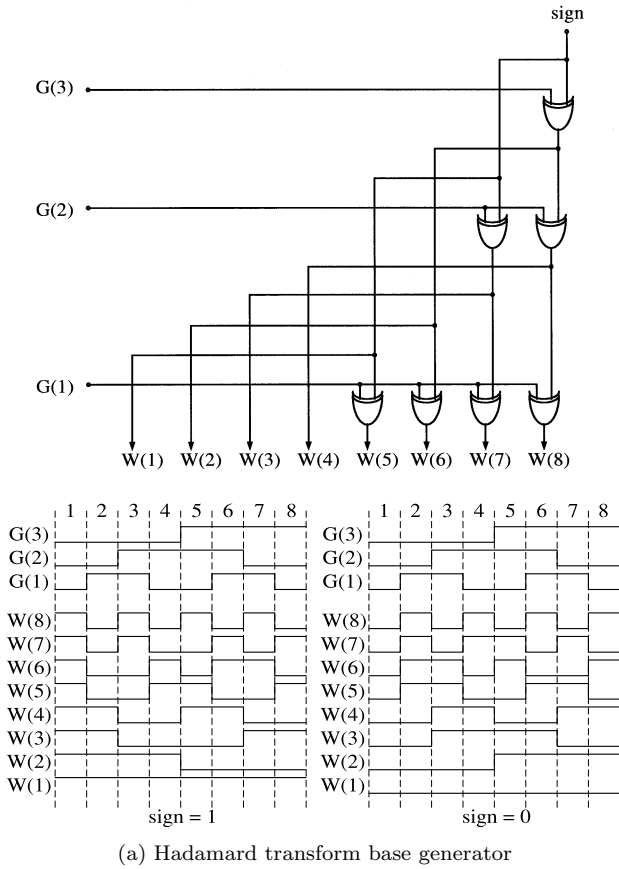 sign
G(3)
G(2)
G(1)
W(1) W(2) W(3) W(4) W(5) W(6) W(7) W(8)
1 2 3 4 5 6 7 8
G(3)
G(2)
G(1)
W(8)
W(7)
W(6)
W(5)
W(4)
W(3)
W(2)
W(1)
sign = 1
1 2 3 4 5 6 7 8
G(3)
G(2)
G(1)
W(8)
W(7)
W(6)
W(5)
W(4)
W(3)
W(2)
W(1)
sign = 0
(a) Hadamard transform base generator